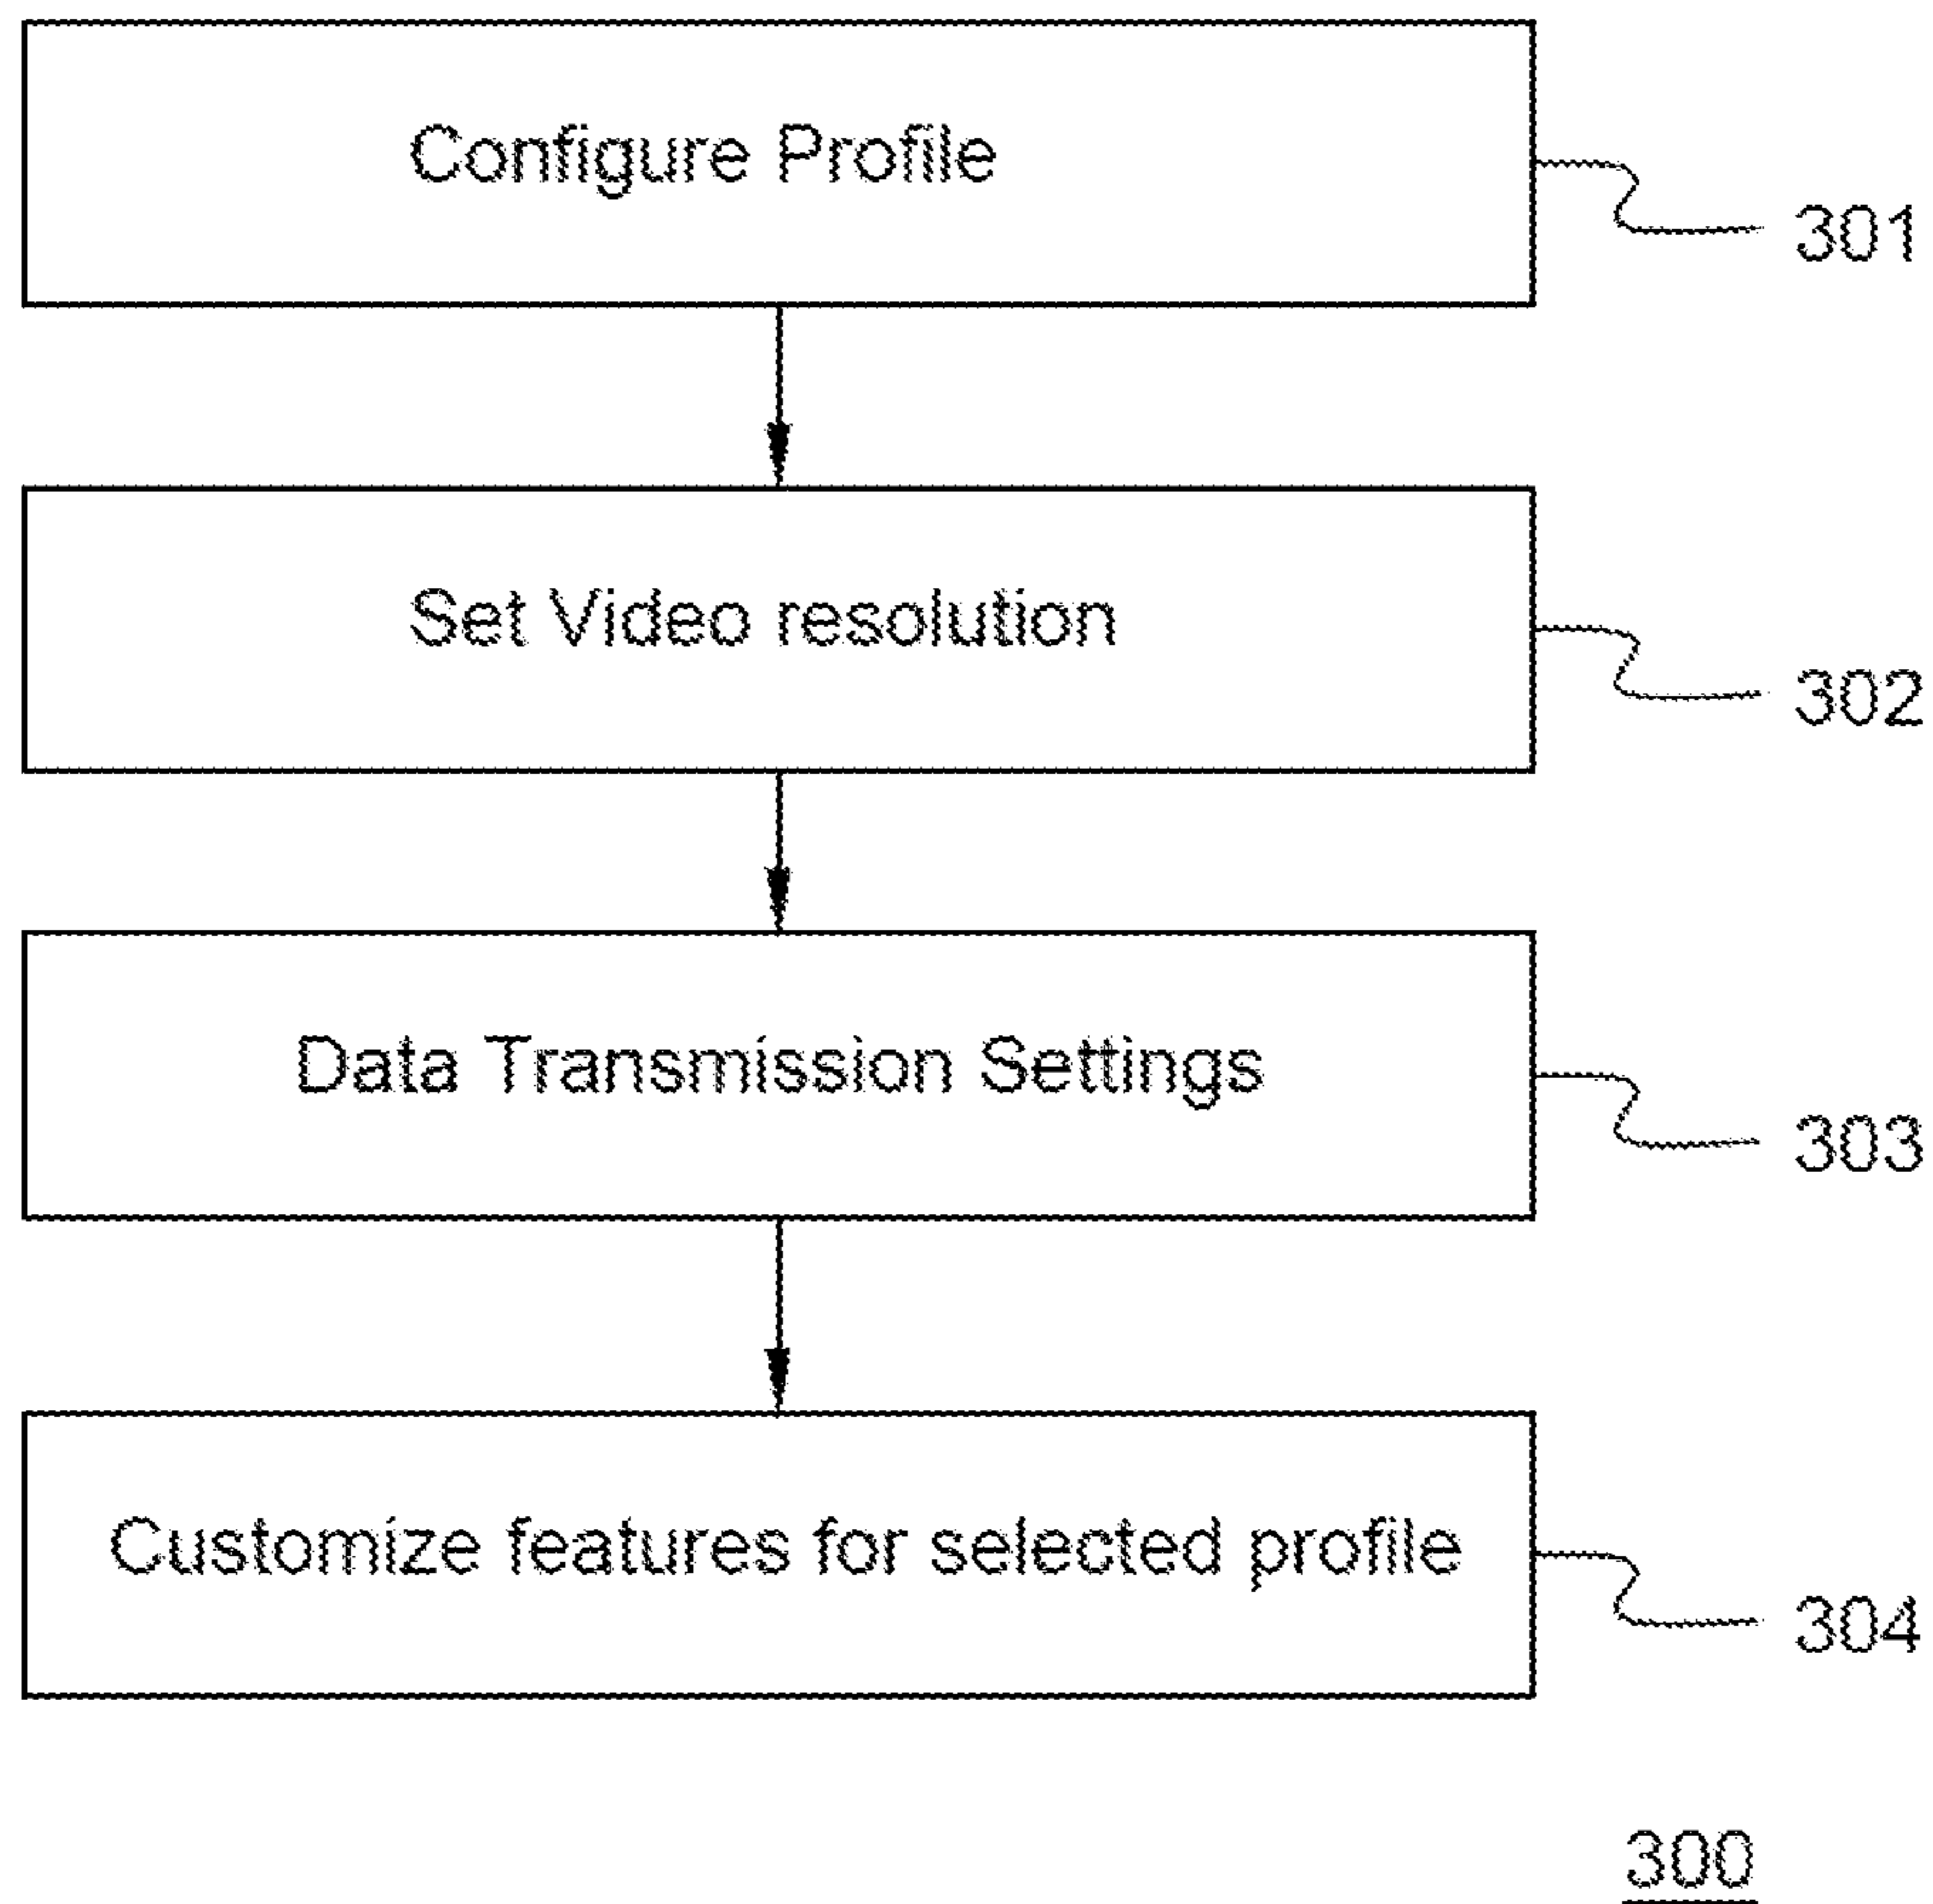 Configure Profile
301
Set Video resolution
302
Data Transmission Settings
303
Customize features for selected profile
304
300